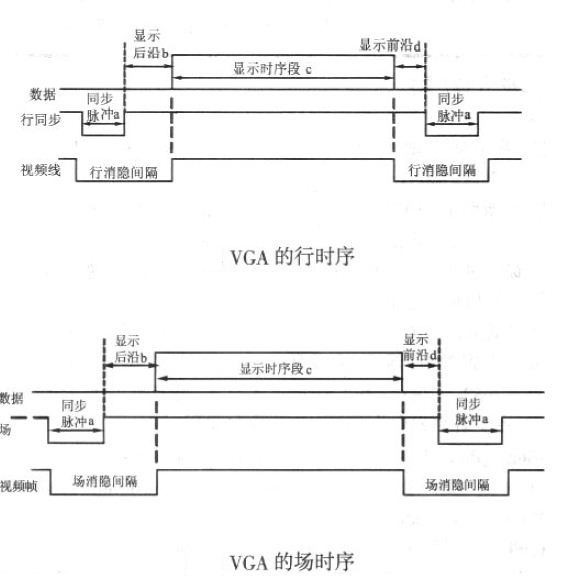 显示
后沿b
显示前沿d
显示时序段 c
数据
同步
脉冲a
同步
脉冲a
行同步
视频线
行消隐间隔
行消隐间隔
VGA 的行时序
显示
后沿b
显示
前沿d
显示时序段c
数据
同步
脉冲a
同步
脉冲a
场
视频帧
场消隐间隔
场消隐间隔
VGA 的场时序